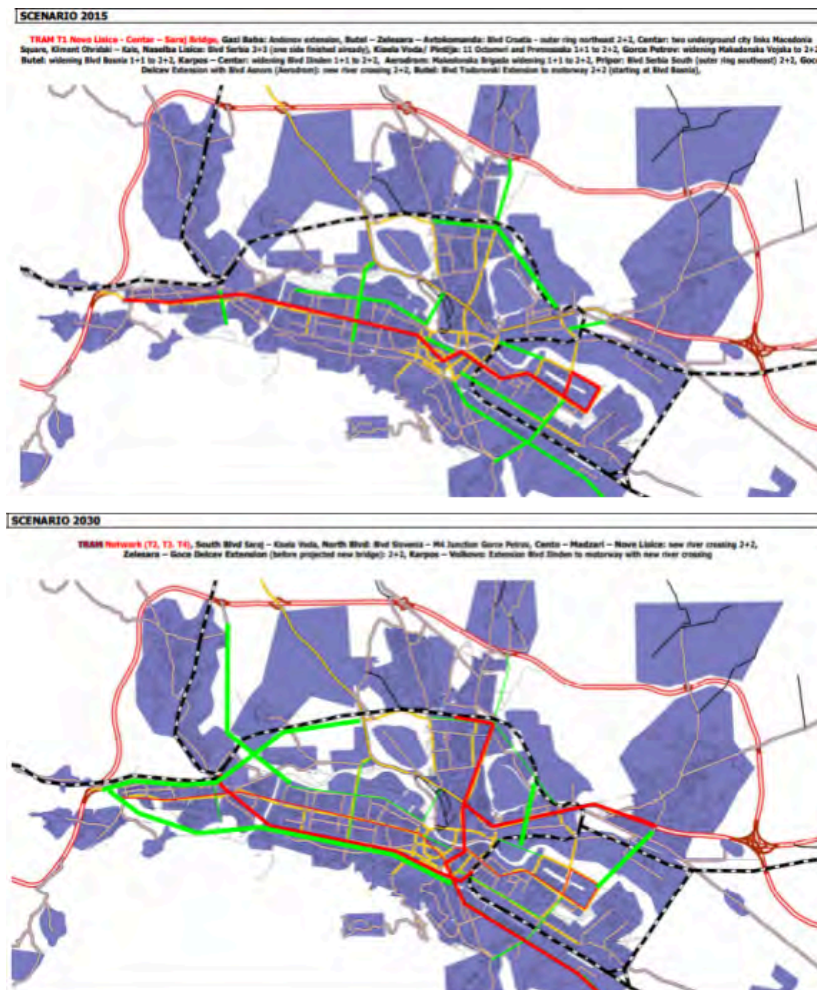 SCENARIO 2015
TRAM T1 Novo Lisice - Centar – Saraj Bridge, Gazi Baba: Andonov extension, Butel – Zelezara – Avtokomanda: Blvd Croatia - outer ring northeast 2+2, Centar: two underground city links Macedonia
Square, Kliment Ohridski – Kale, Naselba Lisice: Blvd Serbia 3+3 (one side finished already), Kisela Voda/ Pintija: 11 Octomvri and Prvomajska 1+1 to 2+2, Gorce Petrov: widening Makedonska Vojska to 2+2
Butel: widening Blvd Bosnia 1+1 to 2+2, Karpos – Centar: widening Blvd Ilinden 1+1 to 2+2, Aerodrom: Makedonska Brigada widening 1+1 to 2+2, Pripor: Blvd Serbia South (outer ring southeast) 2+2, Goce
Delcev Extension with Blvd Asnom (Aerodrom): new river crossing 2+2, Butel: Blvd Todorovski Extension to motorway 2+2 (starting at Blvd Bosnia),
SCENARIO 2030
TRAM Network (T2, T3, T4), South Blvd Saraj – Kisela Voda, North Blvd: Blvd Slovenia – M4 Junction Gorce Petrov, Cento – Madzari – Novo Lisice: new river crossing 2+2,
Zelezara – Goce Delcev Extension (before projected new bridge): 2+2, Karpos – Volkovo: Extension Blvd Ilinden to motorway with new river crossing